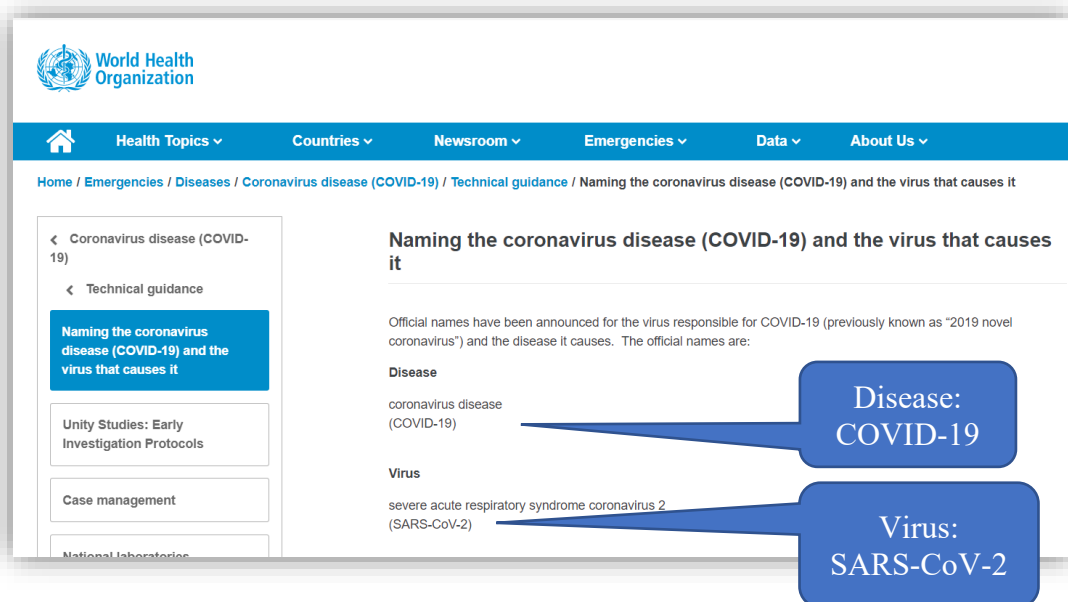 World Health
Organization
Health Topics
Countries
Newsroom
Emergencies
Data
About Us
Home / Emergencies / Diseases / Coronavirus disease (COVID-19) / Technical guidance / Naming the coronavirus disease (COVID-19) and the virus that causes it
Coronavirus disease (COVID-
19)
Technical guidance
Naming the coronavirus
disease (COVID-19) and the
virus that causes it
Unity Studies: Early
Investigation Protocols
Case management
National laboratories
Naming the coronavirus disease (COVID-19) and the virus that causes
it
Official names have been announced for the virus responsible for COVID-19 (previously known as “2019 novel
coronavirus”) and the disease it causes. The official names are:
Disease
coronavirus disease
(COVID-19)
Virus
severe acute respiratory syndrome coronavirus 2
(SARS-CoV-2)
Disease:
COVID-19
Virus:
SARS-CoV-2